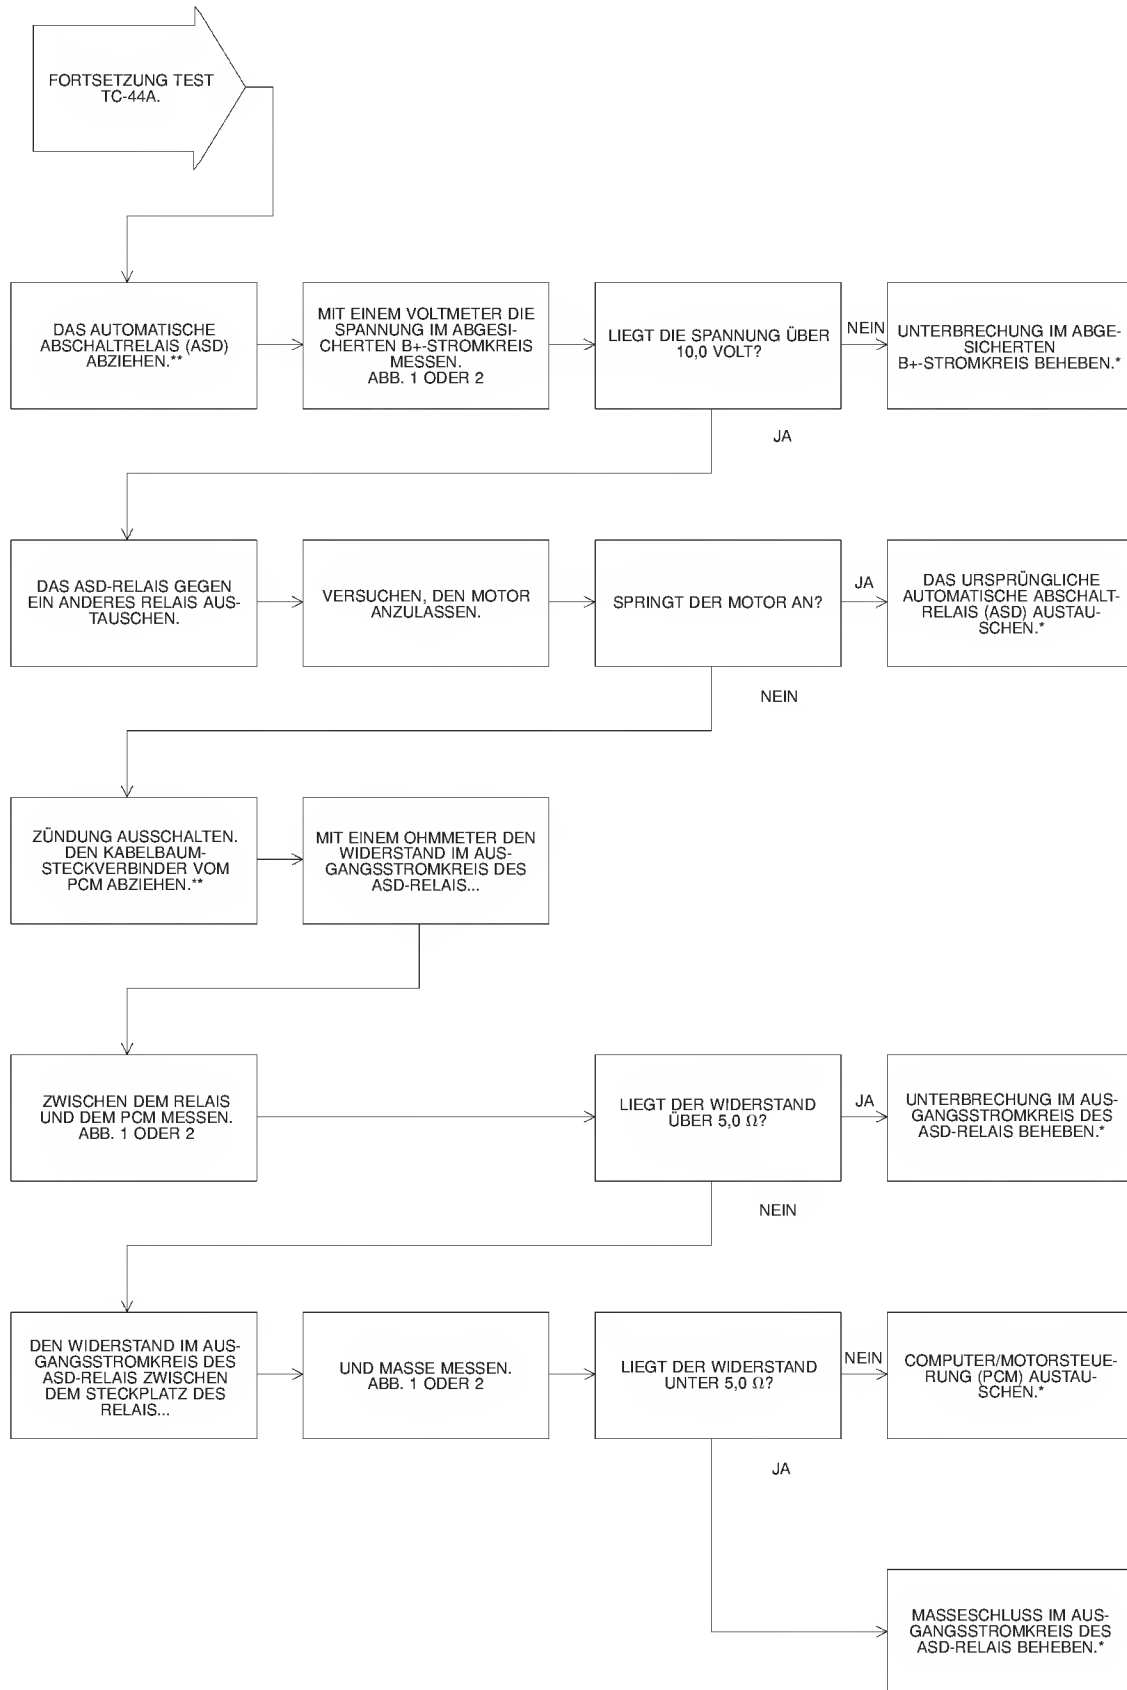 FORTSETZUNG TEST
TC-44A.
DAS AUTOMATISCHE
ABSCHALTRELAIS (ASD)
ABZIEHEN.**
MIT EINEM VOLTMETER DIE
SPANNUNG IM ABGESI-
CHERTEN B+-STROMKREIS
MESSEN.
ABB. 1 ODER 2
LIEGT DIE SPANNUNG ÜBER
10,0 VOLT?
NEIN
UNTERBRECHUNG IM ABGE-
SICHERTEN
B+-STROMKREIS BEHEBEN.*
JA
DAS ASD-RELAIS GEGEN
EIN ANDERES RELAIS AUS-
TAUSCHEN.
VERSUCHEN, DEN MOTOR
ANZULASSEN.
SPRINGT DER MOTOR AN?
JA
DAS URSPRÜNGLICHE
AUTOMATISCHE ABSCHALT-
RELAIS (ASD) AUSTAU-
SCHEN.*
NEIN
ZÜNDUNG AUSSCHALTEN.
DEN KABELBAUM-
STECKVERBINDER VOM
PCM ABZIEHEN.**
MIT EINEM OHMMETER DEN
WIDERSTAND IM AUS-
GANGSSTROMKREIS DES
ASD-RELAIS...
ZWISCHEN DEM RELAIS
UND DEM PCM MESSEN.
ABB. 1 ODER 2
LIEGT DER WIDERSTAND
ÜBER 5,0 Ω?
JA
UNTERBRECHUNG IM AUS-
GANGSSTROMKREIS DES
ASD-RELAIS BEHEBEN.*
NEIN
DEN WIDERSTAND IM AUS-
GANGSSTROMKREIS DES
ASD-RELAIS ZWISCHEN
DEM STECKPLATZ DES
RELAIS...
UND MASSE MESSEN.
ABB. 1 ODER 2
LIEGT DER WIDERSTAND
UNTER 5,0 Ω?
NEIN
COMPUTER/MOTORSTEUE-
RUNG (PCM) AUSTAU-
SCHEN.*
JA
MASSESCHLUSS IM AUS-
GANGSSTROMKREIS DES
ASD-RELAIS BEHEBEN.*